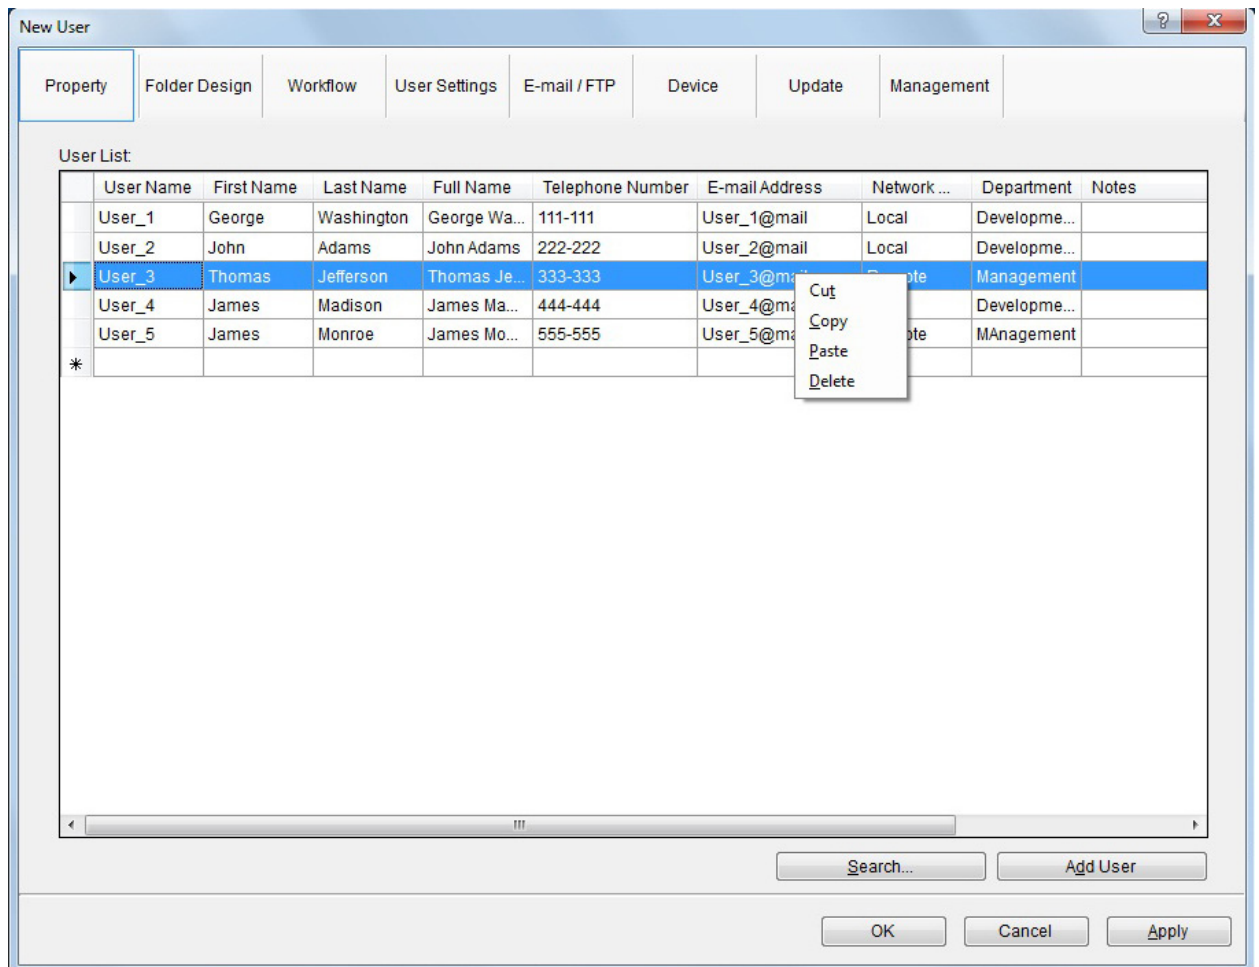 New User
Property Folder Design Workflow User Settings E-mail / FTP Device Update Management
User List:
User Name First Name Last Name Full Name Telephone Number E-mail Address Network ... Department Notes
User_1 George Washington George Wa... 111-111 User_1@mail Local Developme...
User_2 John Adams John Adams 222-222 User_2@mail Local Developme...
User_3 Thomas Jefferson Thomas Je... 333-333 Management
User_4 James Madison James Ma... 444-444 Developme...
User_5 James Monroe James Mo... 555-555 MAnagement
Cut
Copy
Paste
Delete
Search... Add User
OK Cancel Apply